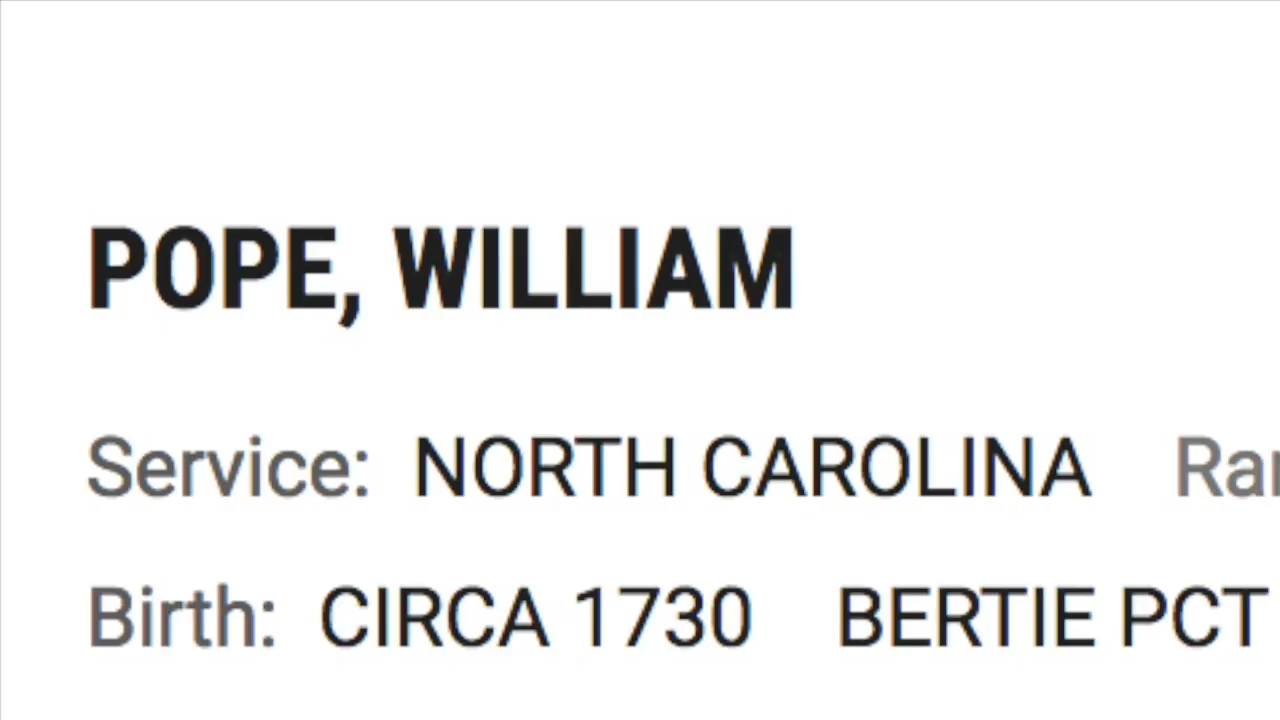 POPE, WILLIAM
Service: NORTH CAROLINA
Birth: CIRCA 1730 BERTIE PCT